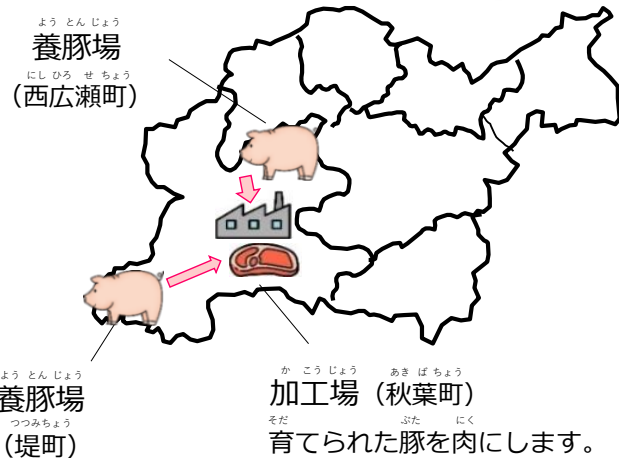 ようとんじょう
養豚場
にしひろせちょう
（西広瀬町）
ようとんじょう
養豚場
つつみちょう
（堤町）
かこうじょう あきばちょう
加工場（秋葉町）
そだ ぶた にく
育てられた豚を肉にします。